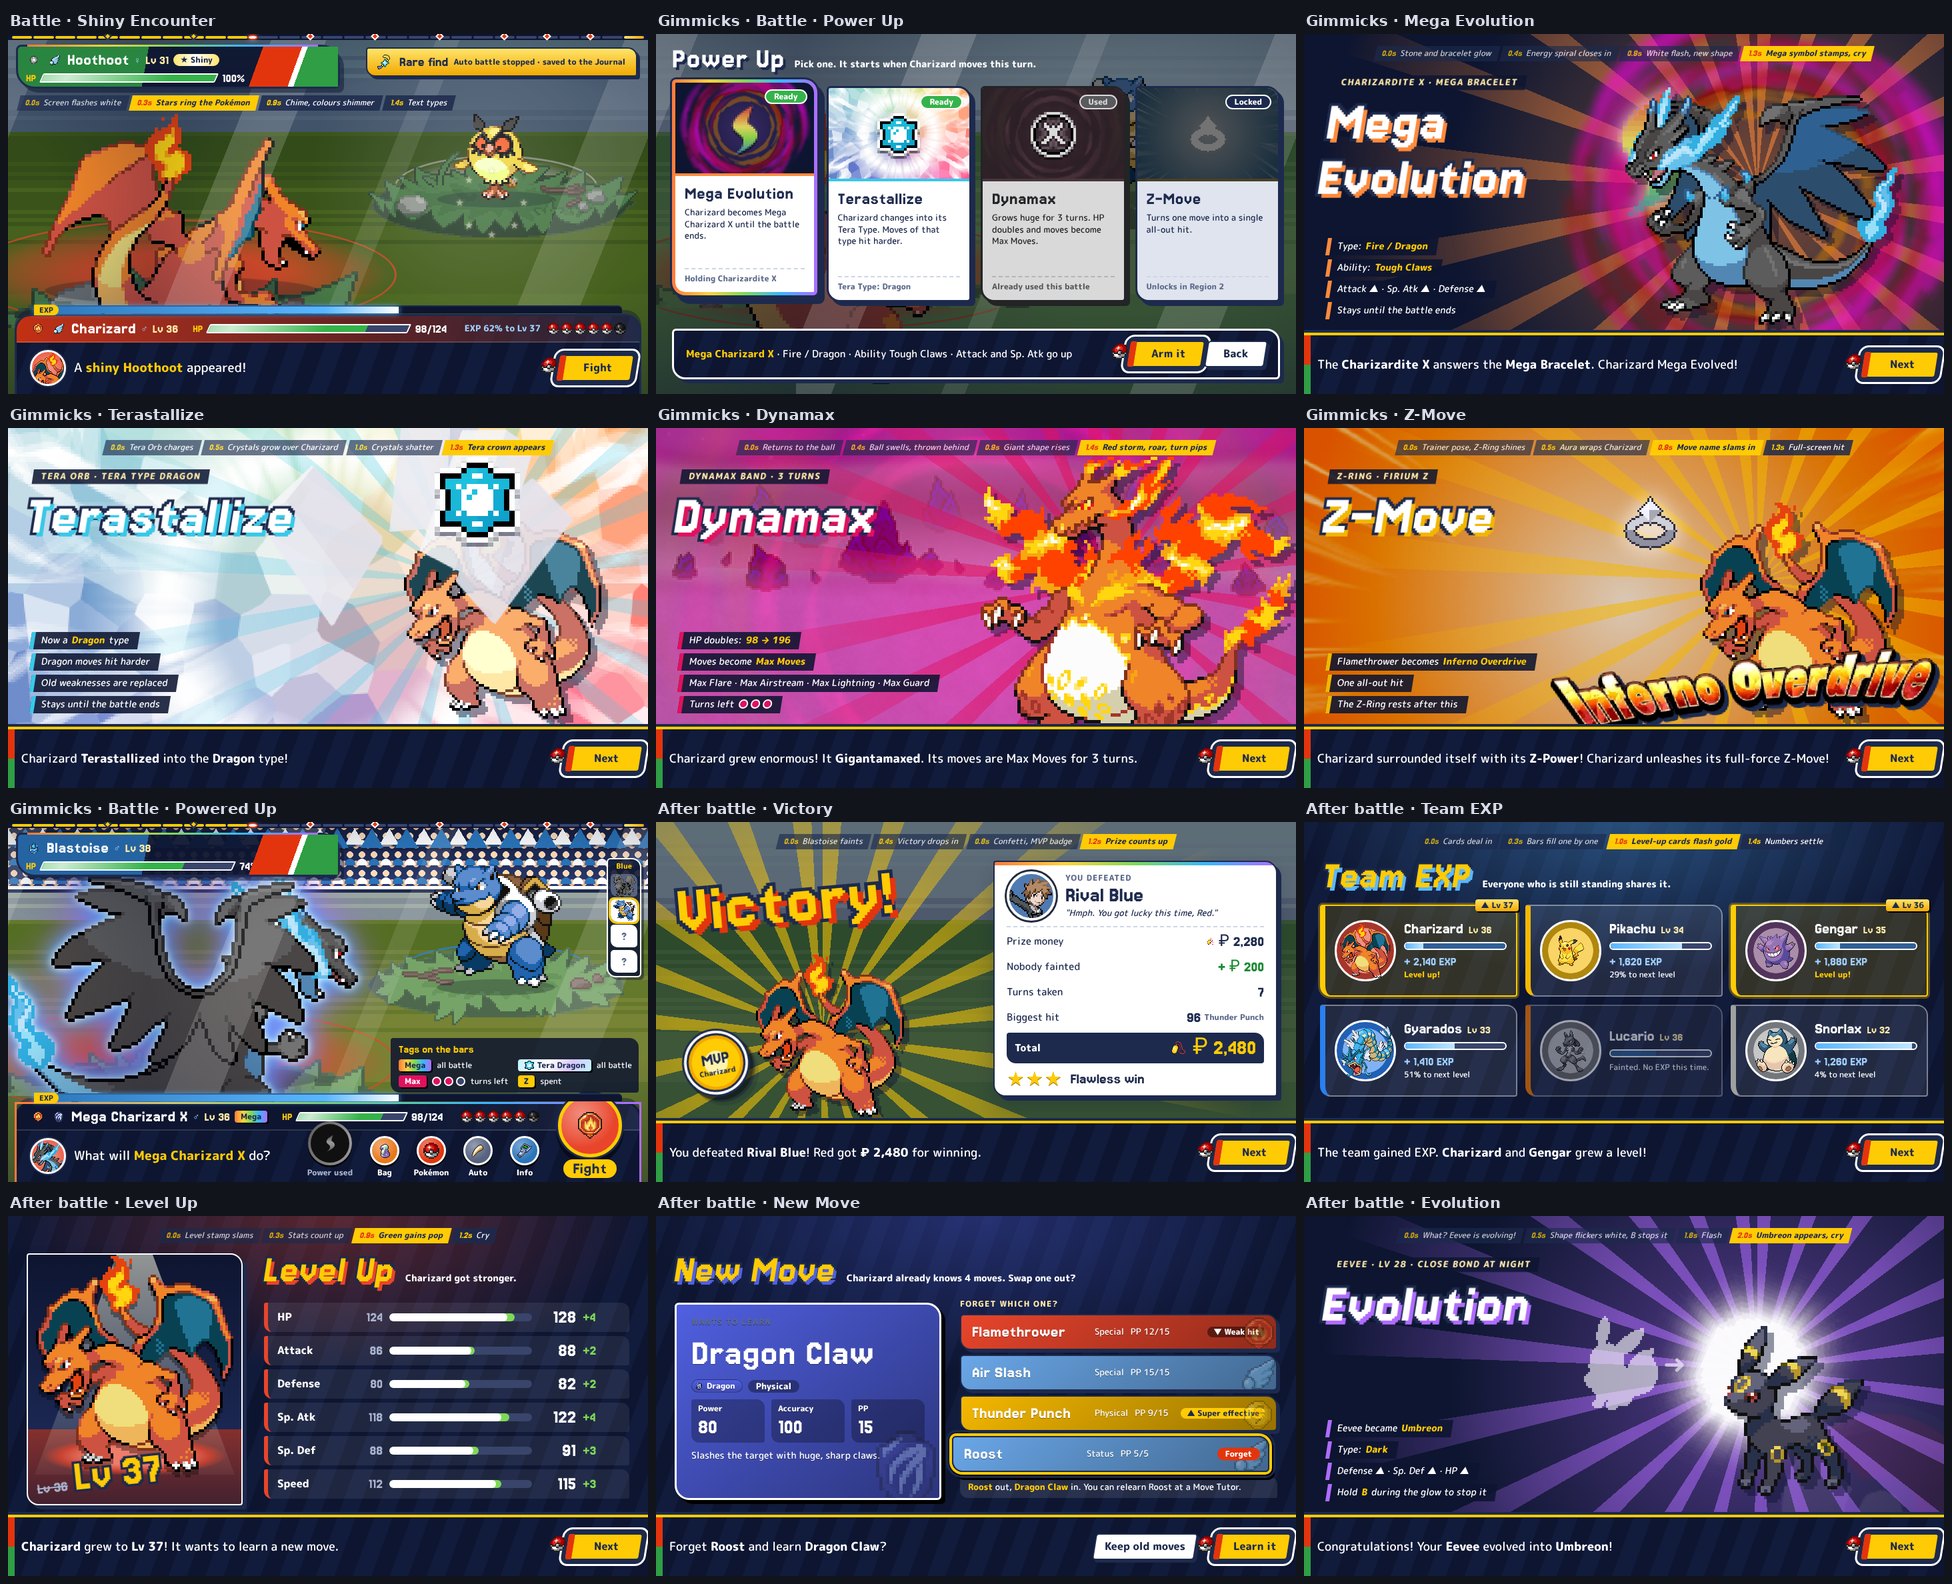 Battle · Shiny Encounter
Hoothoot ♂ Lv 31 ★ Shiny
HP 100%
Rare find Auto battle stopped · saved to the Journal
0.0s Screen flashes white 0.3s Stars ring the Pokémon 0.8s Chime, colours shimmer 1.4s Text types
EXP
Charizard ♂ Lv 36 HP 98/124 EXP 62% to Lv 37
A shiny Hoothoot appeared!
Fight
Gimmicks · Battle · Power Up
Power Up Pick one. It starts when Charizard moves this turn.
Ready
Mega Evolution
Charizard becomes Mega
Charizard X until the battle
ends.
Holding Charizardite X
Ready
Terastallize
Charizard changes into its
Tera Type. Moves of that
type hit harder.
Tera Type: Dragon
Used
Dynamax
Grows huge for 3 turns. HP
doubles and moves become
Max Moves.
Already used this battle
Locked
Z-Move
Turns one move into a single
all-out hit.
Unlocks in Region 2
Mega Charizard X · Fire / Dragon · Ability Tough Claws · Attack and Sp. Atk go up
Arm it
Back
Gimmicks · Mega Evolution
0.0s Stone and bracelet glow 0.4s Energy spiral closes in 0.8s White flash, new shape 1.3s Mega symbol stamps, cry
CHARIZARDITE X · MEGA BRACELET
Mega
Evolution
Type: Fire / Dragon
Ability: Tough Claws
Attack ▲ · Sp. Atk ▲ · Defense ▲
Stays until the battle ends
The Charizardite X answers the Mega Bracelet. Charizard Mega Evolved!
Next
Gimmicks · Terastallize
0.0s Tera Orb charges 0.5s Crystals grow over Charizard 1.0s Crystals shatter 1.3s Tera crown appears
TERA ORB · TERA TYPE DRAGON
Terastallize
Now a Dragon type
Dragon moves hit harder
Old weaknesses are replaced
Stays until the battle ends
Charizard Terastallized into the Dragon type!
Next
Gimmicks · Dynamax
0.0s Returns to the ball 0.4s Ball swells, thrown behind 0.9s Giant shape rises 1.4s Red storm, roar, turn pips
DYNAMAX BAND · 3 TURNS
Dynamax
HP doubles: 98 → 196
Moves become Max Moves
Max Flare · Max Airstream · Max Lightning · Max Guard
Turns left
Charizard grew enormous! It Gigantamaxed. Its moves are Max Moves for 3 turns.
Next
Gimmicks · Z-Move
0.0s Trainer pose, Z-Ring shines 0.5s Aura wraps Charizard 0.9s Move name slams in 1.3s Full-screen hit
Z-RING · FIRIUM Z
Z-Move
Flamethrower becomes Inferno Overdrive
One all-out hit
The Z-Ring rests after this
Inferno Overdrive
Charizard surrounded itself with its Z-Power! Charizard unleashes its full-force Z-Move!
Next
Gimmicks · Battle · Powered Up
Blastoise ♂ Lv 38
HP
Blue
?
?
Tags on the bars
Mega all battle Tera Dragon all battle
Max turns left Z spent
EXP
Mega Charizard X ♂ Lv 36 Mega HP 98/124
What will Mega Charizard X do?
Power used
Bag
Pokémon
Auto
Info
Fight
After battle · Victory
0.0s Blastoise faints 0.4s Victory drops in 0.8s Confetti, MVP badge 1.2s Prize counts up
Victory!
MVP
Charizard
YOU DEFEATED
Rival Blue
"Hmph. You got lucky this time, Red."
Prize money ₽ 2,280
Nobody fainted + ₽ 200
Turns taken 7
Biggest hit 96 Thunder Punch
Total ₽ 2,480
Flawless win
You defeated Rival Blue! Red got ₽ 2,480 for winning.
Next
After battle · Team EXP
0.0s Cards deal in 0.3s Bars fill one by one 1.0s Level-up cards flash gold 1.4s Numbers settle
Team EXP Everyone who is still standing shares it.
▲ Lv 37
Charizard Lv 36
+ 2,140 EXP
Level up!
Pikachu Lv 34
+ 1,620 EXP
29% to next level
▲ Lv 36
Gengar Lv 35
+ 1,880 EXP
Level up!
Gyarados Lv 33
+ 1,410 EXP
51% to next level
Lucario Lv 36
Fainted. No EXP this time.
Snorlax Lv 32
+ 1,260 EXP
4% to next level
The team gained EXP. Charizard and Gengar grew a level!
Next
After battle · Level Up
0.0s Level stamp slams 0.3s Stats count up 0.8s Green gains pop 1.2s Cry
Lv 36
Lv 37
Level Up Charizard got stronger.
HP 124 128 +4
Attack 86 88 +2
Defense 80 82 +2
Sp. Atk 118 122 +4
Sp. Def 88 91 +3
Speed 112 115 +3
Charizard grew to Lv 37! It wants to learn a new move.
Next
After battle · New Move
New Move Charizard already knows 4 moves. Swap one out?
WANTS TO LEARN
Dragon Claw
Dragon Physical
Power
80
Accuracy
100
PP
15
Slashes the target with huge, sharp claws.
FORGET WHICH ONE?
Flamethrower Special PP 12/15 ▼ Weak hit
Air Slash Special PP 15/15
Thunder Punch Physical PP 9/15 ▲ Super effective
Roost Status PP 5/5 Forget
Roost out, Dragon Claw in. You can relearn Roost at a Move Tutor.
Forget Roost and learn Dragon Claw?
Keep old moves
Learn it
After battle · Evolution
0.0s What? Eevee is evolving! 0.5s Shape flickers white, B stops it 1.8s Flash 2.0s Umbreon appears, cry
EEVEE · LV 28 · CLOSE BOND AT NIGHT
Evolution
Eevee became Umbreon
Type: Dark
Defense ▲ · Sp. Def ▲ · HP ▲
Hold B during the glow to stop it
Congratulations! Your Eevee evolved into Umbreon!
Next